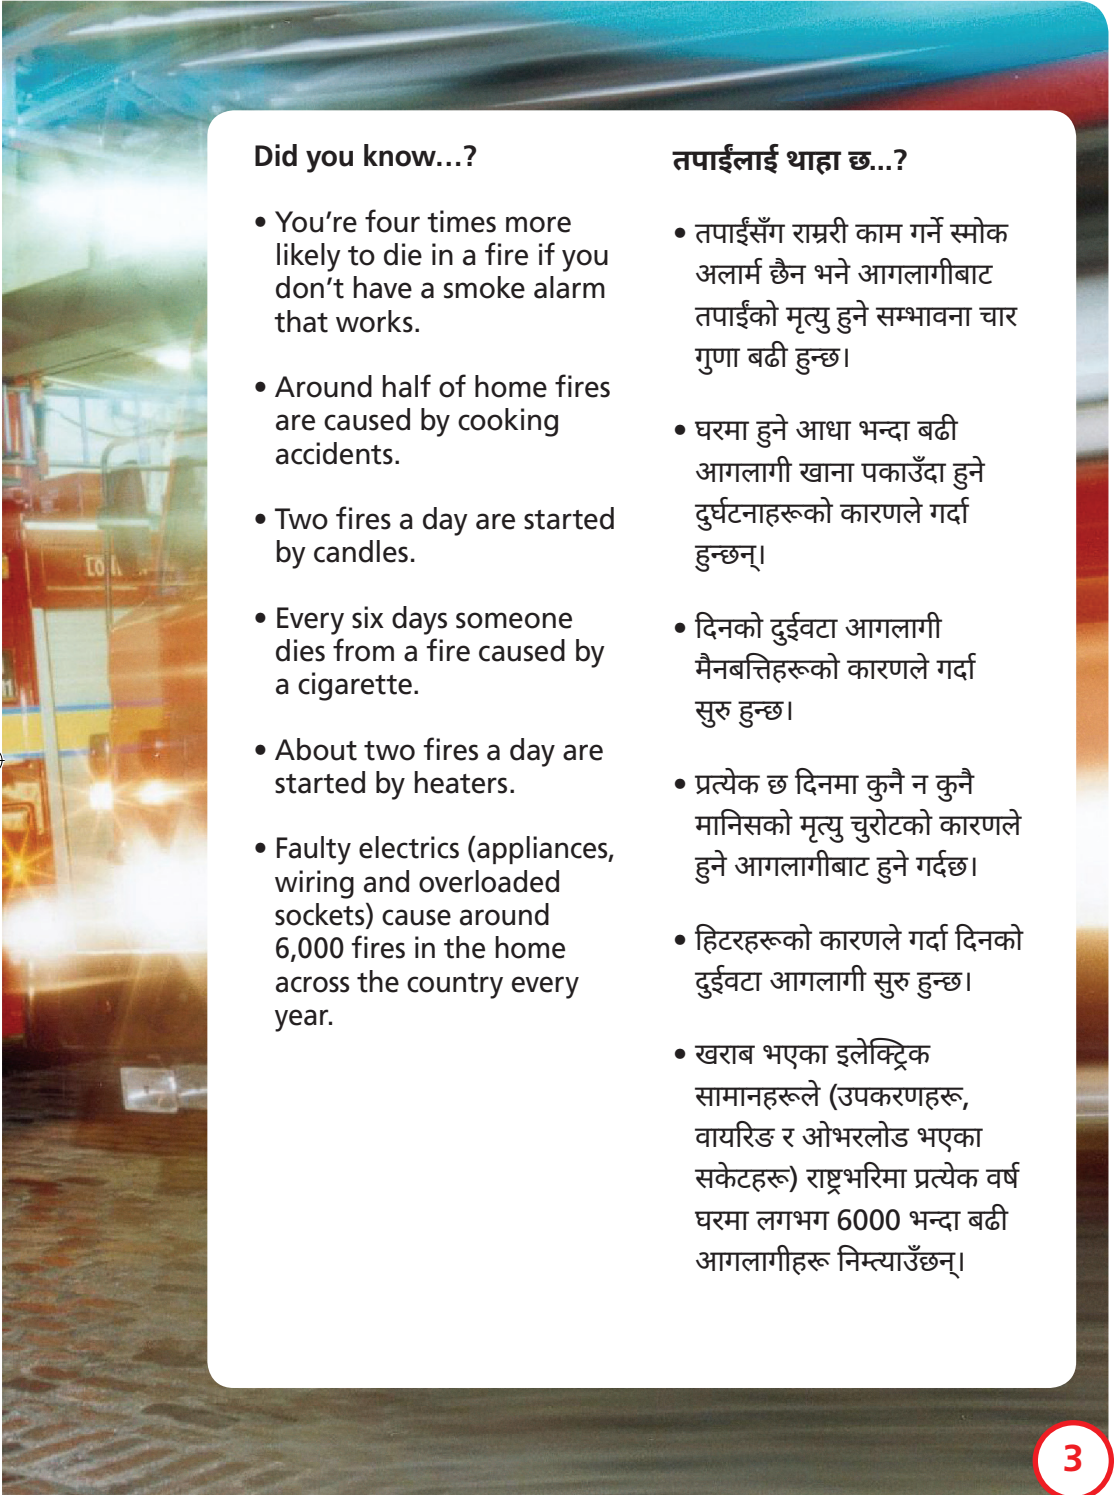 Did you know…?
• You’re four times more
likely to die in a fire if you
don’t have a smoke alarm
that works.
• Around half of home fires
are caused by cooking
accidents.
• Two fires a day are started
by candles.
• Every six days someone
dies from a fire caused by
a cigarette.
• About two fires a day are
started by heaters.
• Faulty electrics (appliances,
wiring and overloaded
sockets) cause around
6,000 fires in the home
across the country every
year.
तपाईंलाई थाहा छ...?
• तपाईंसँग राम्ररी काम गर्ने स्मोक
अलार्म छैन भने आगलागीबाट
तपाईंको मृत्यु हुने सम्भावना चार
गुणा बढी हुन्छ।
• घरमा हुने आधा भन्दा बढी
आगलागी खाना पकाउँदा हुने
दुर्घटनाहरूको कारणले गर्दा
हुन्छन्।
• दिनको दुईवटा आगलागी
मैनबत्तिहरूको कारणले गर्दा
सुरु हुन्छ।
• प्रत्येक छ दिनमा कुनै न कुनै
मानिसको मृत्यु चुरोटको कारणले
हुने आगलागीबाट हुने गर्दछ।
• हिटरहरूको कारणले गर्दा दिनको
दुईवटा आगलागी सुरु हुन्छ।
• खराब भएका इलेक्ट्रिक
सामानहरूले (उपकरणहरू,
वायरिङ र ओभरलोड भएका
सकेटहरू) राष्ट्रभरिमा प्रत्येक वर्ष
घरमा लगभग 6000 भन्दा बढी
आगलागीहरू निम्त्याउँछन्।
3